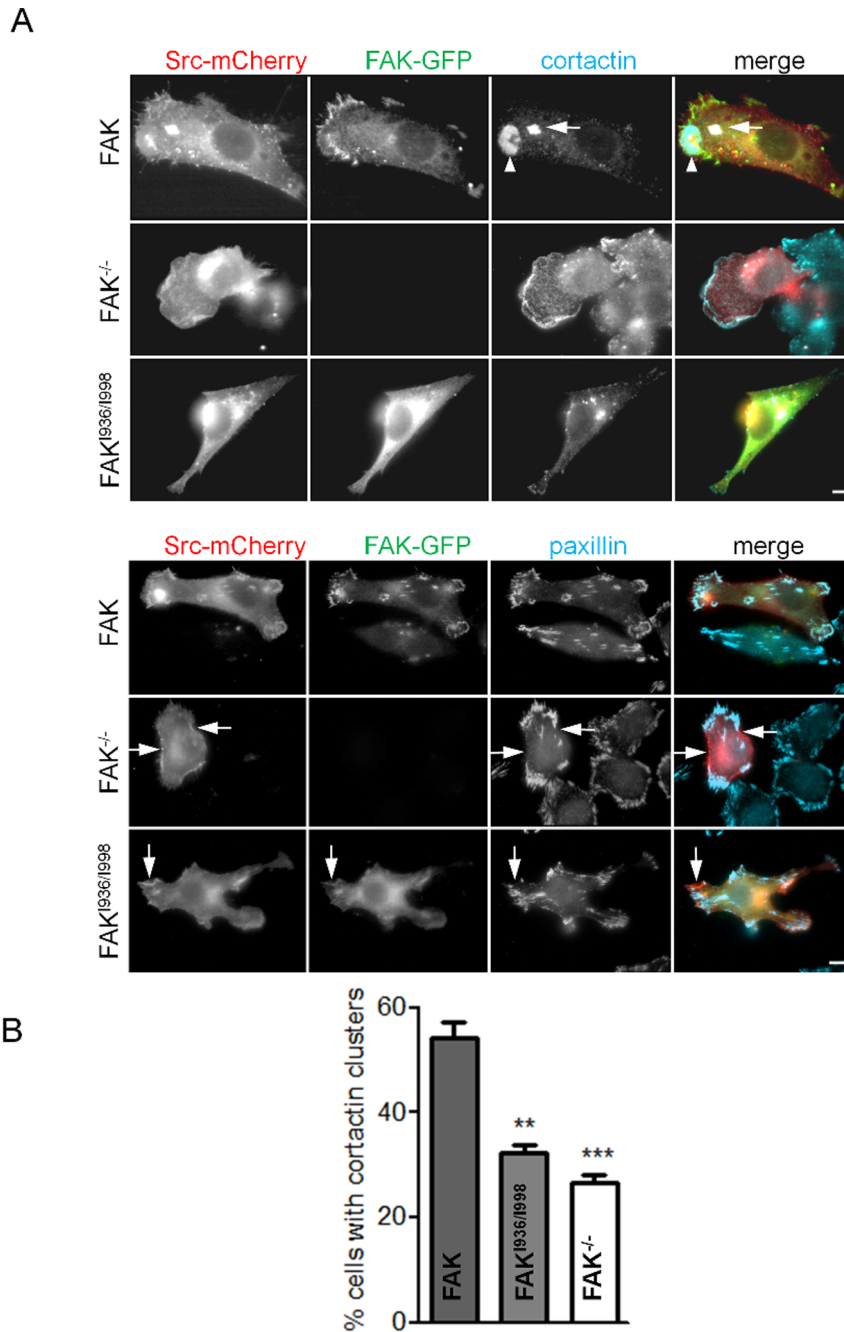 A
Src-mCherry FAK-GFP cortactin merge
FAK
FAK-/-
FAKI936/I998
Src-mCherry FAK-GFP paxillin merge
FAK
FAK-/-
FAKI936/I998
B
% cells with cortactin clusters
60
40
20
0
**
***
FAK
FAKI936/I998
FAK-/-